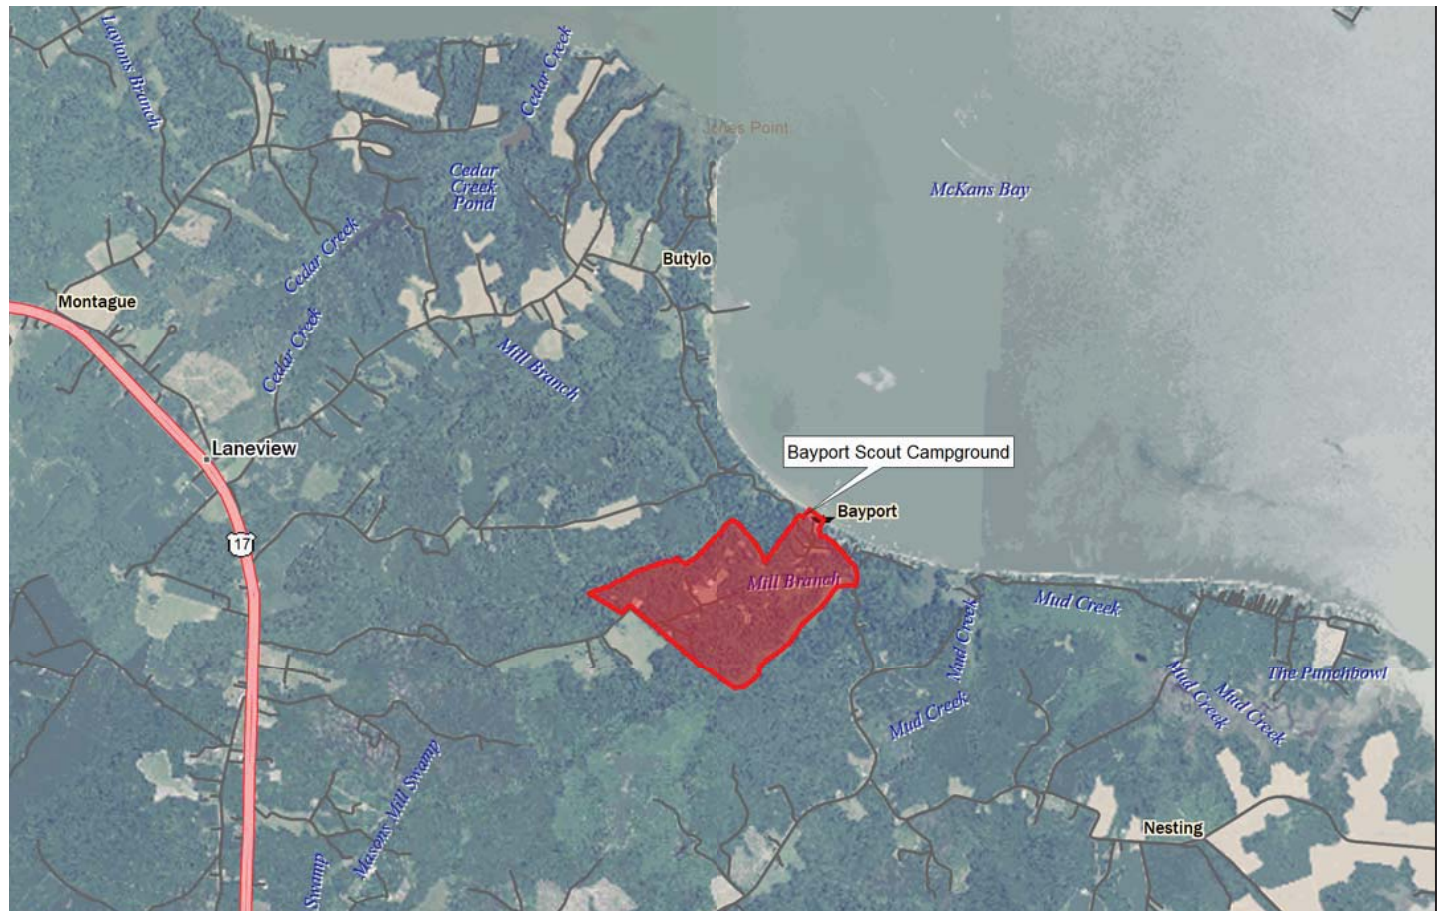 Laytons Branch
Cedar Creek
Jones Point
Cedar
Creek
Pond
McKans Bay
Cedar Creek
Butylo
Montague
Cedar Creek
Mill Branch
Laneview
Bayport Scout Campground
Bayport
17
Mill Branch
Mud Creek
Mud Creek
The Punchbowl
Mud Creek
Mud Creek
Mud Creek
Masons Mill Swamp
Nesting
Swamp